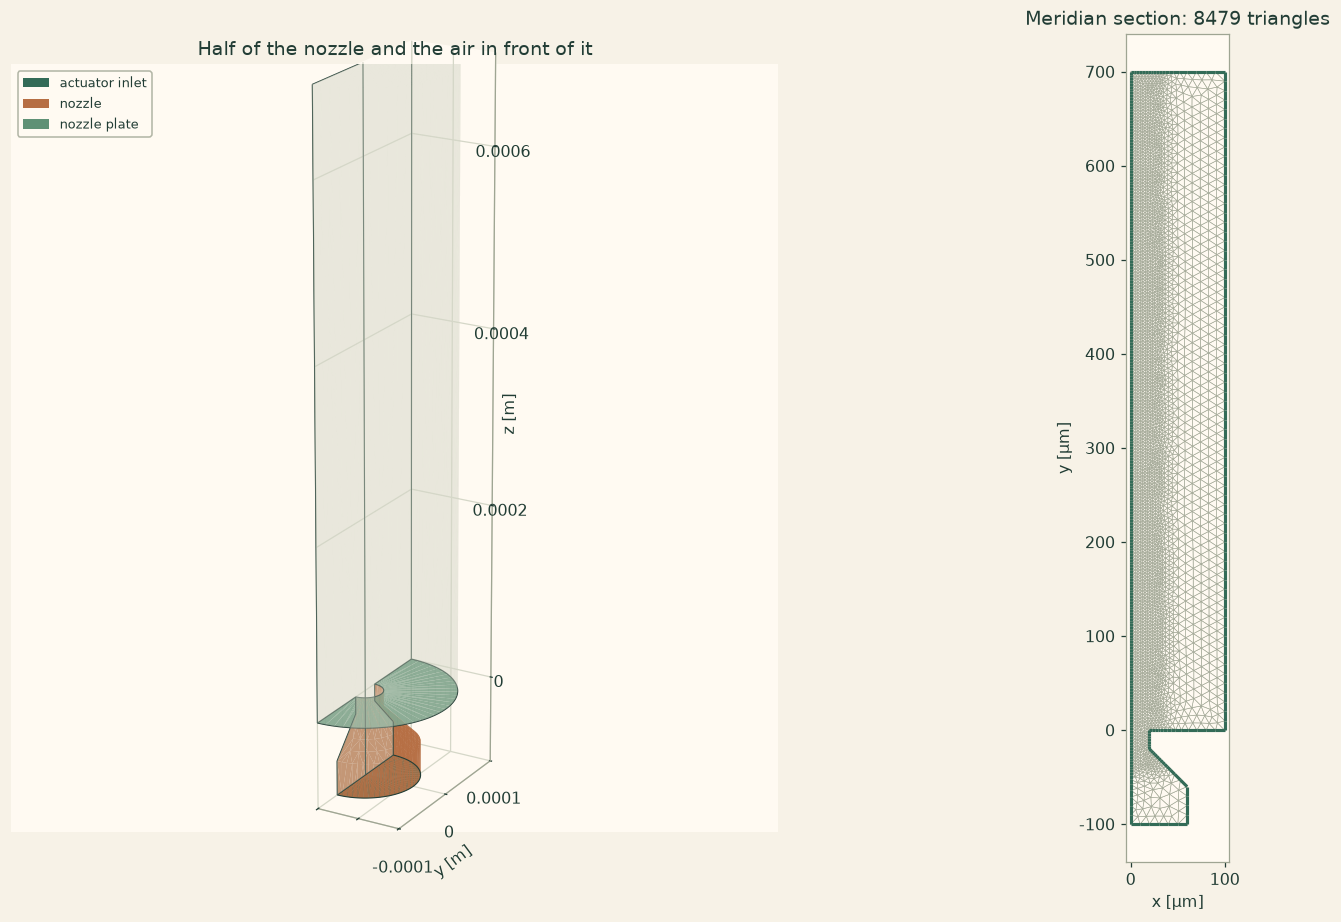 Half of the nozzle and the air in front of it
actuator inlet
nozzle
nozzle plate
0.0006
0.0004
0.0002
0
z [m]
0.0001
0
-0.0001
y [m]
Meridian section: 8479 triangles
700
600
500
400
300
200
100
0
-100
y [µm]
0
100
x [µm]